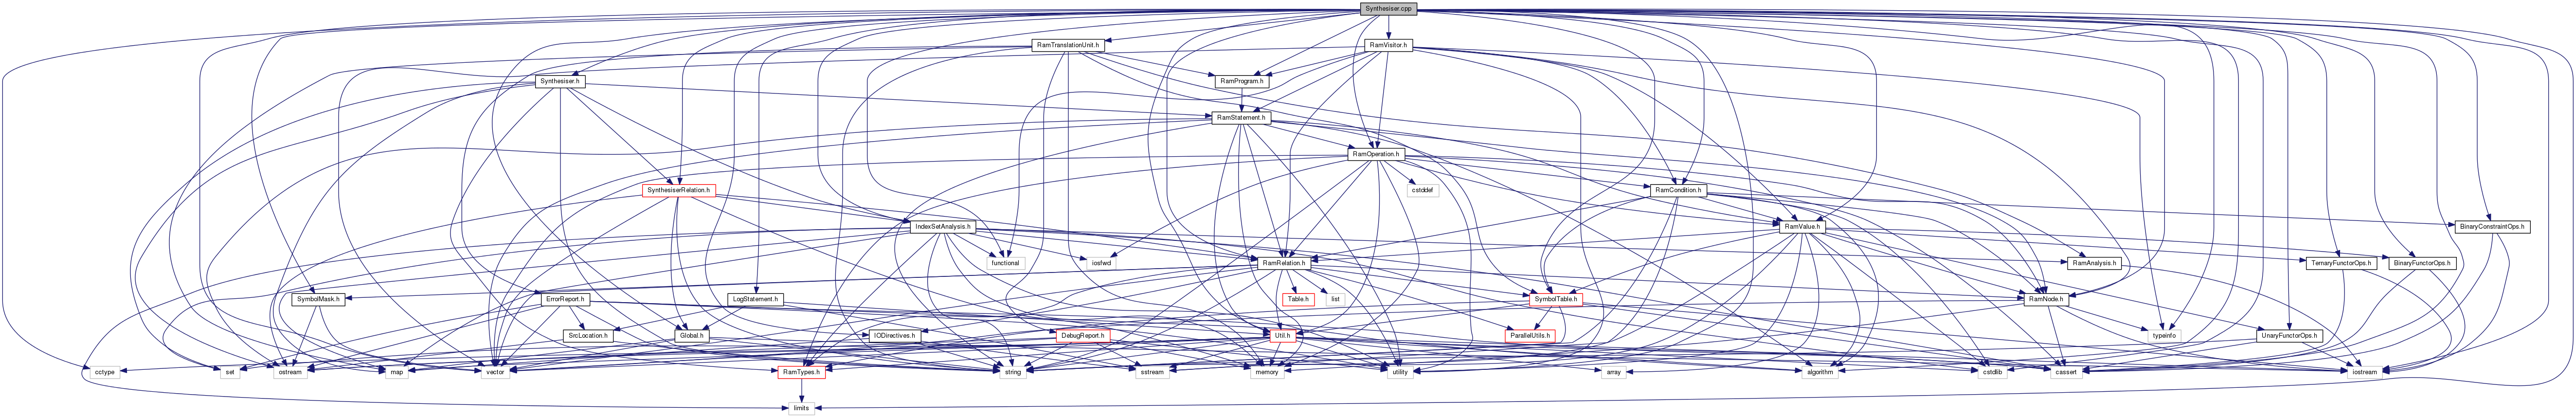 Synthesiser.cpp
RamTranslationUnit.h
RamVisitor.h
Synthesiser.h
RamProgram.h
RamStatement.h
RamOperation.h
SynthesiserRelation.h
cstddef
RamCondition.h
IndexSetAnalysis.h
RamValue.h
BinaryConstraintOps.h
functional
iosfwd
RamRelation.h
RamAnalysis.h
TernaryFunctorOps.h
BinaryFunctorOps.h
SymbolMask.h
ErrorReport.h
LogStatement.h
Table.h
list
SymbolTable.h
RamNode.h
SrcLocation.h
Global.h
IODirectives.h
DebugReport.h
Util.h
ParallelUtils.h
typeinfo
UnaryFunctorOps.h
cctype
set
ostream
map
vector
RamTypes.h
string
sstream
memory
utility
array
algorithm
cstdlib
cassert
iostream
limits